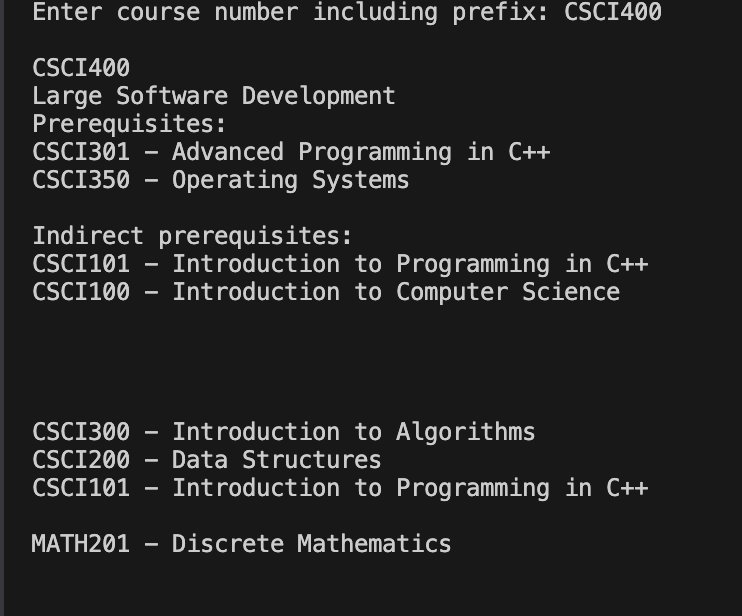 Enter course number including prefix: CSCI400
CSCI400
Large Software Development
Prerequisites:
CSCI301 – Advanced Programming in C++
CSCI350 – Operating Systems
Indirect prerequisites:
CSCI101 – Introduction to Programming in C++
CSCI100 – Introduction to Computer Science
CSCI300 – Introduction to Algorithms
CSCI200 – Data Structures
CSCI101 – Introduction to Programming in C++
MATH201 – Discrete Mathematics